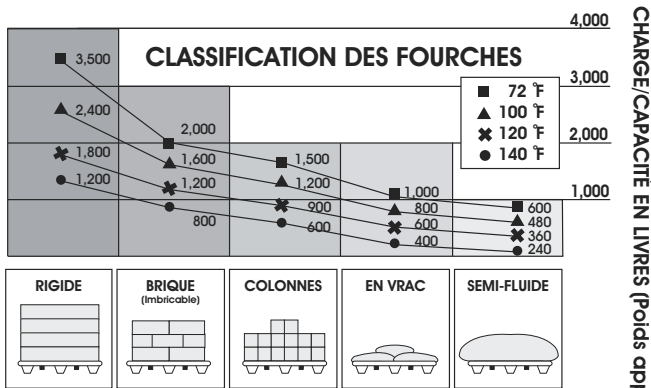 4,000
CLASSIFICATION DES FOURCHES
3,500
3,000
72 °F
100 °F
120 °F
140 °F
2,400
2,000
2,000
1,800
1,600
1,500
1,200
1,200
1,200
1,000
1,000
800
900
800
600
600
600
480
400
360
240
RIGIDE
BRIQUE
(Imbricable)
COLONNES
EN VRAC
SEMI-FLUIDE
CHARGE/CAPACITÉ EN LIVRES (Poids